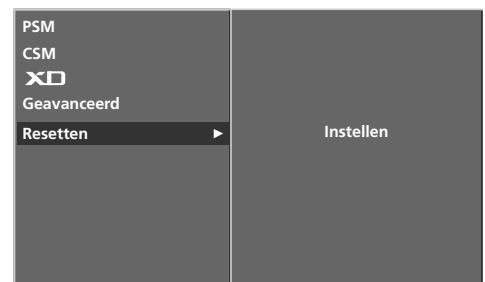 PSM
CSM
XD
Geavanceerd
Resetten ►
Instellen